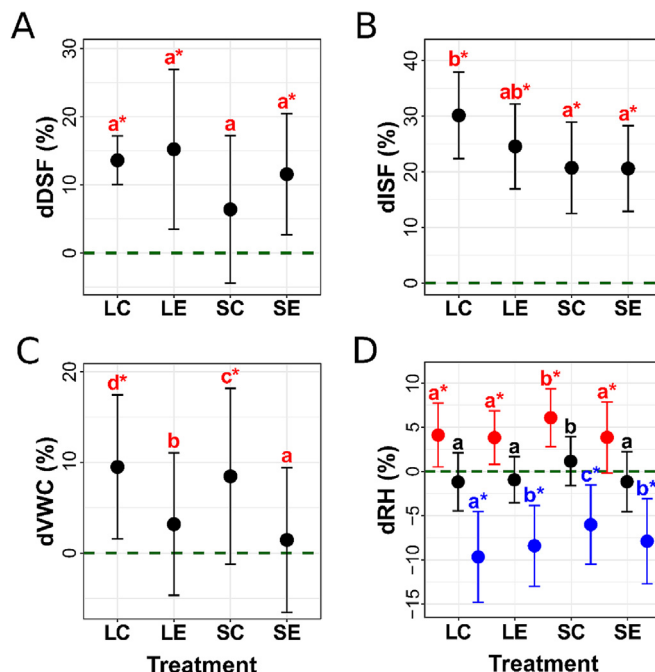 A
dDSF (%)
30
20
10
0
a*
a*
a
a*
LC LE SC SE
B
dISF (%)
40
30
20
10
0
b*
ab*
a*
a*
LC LE SC SE
C
dVWC (%)
20
10
0
d*
b
c*
a
LC LE SC SE
Treatment
D
dRH (%)
10
5
0
−5
−10
−15
a* a* b* a*
a a b a
a* b* c* b*
LC LE SC SE
Treatment